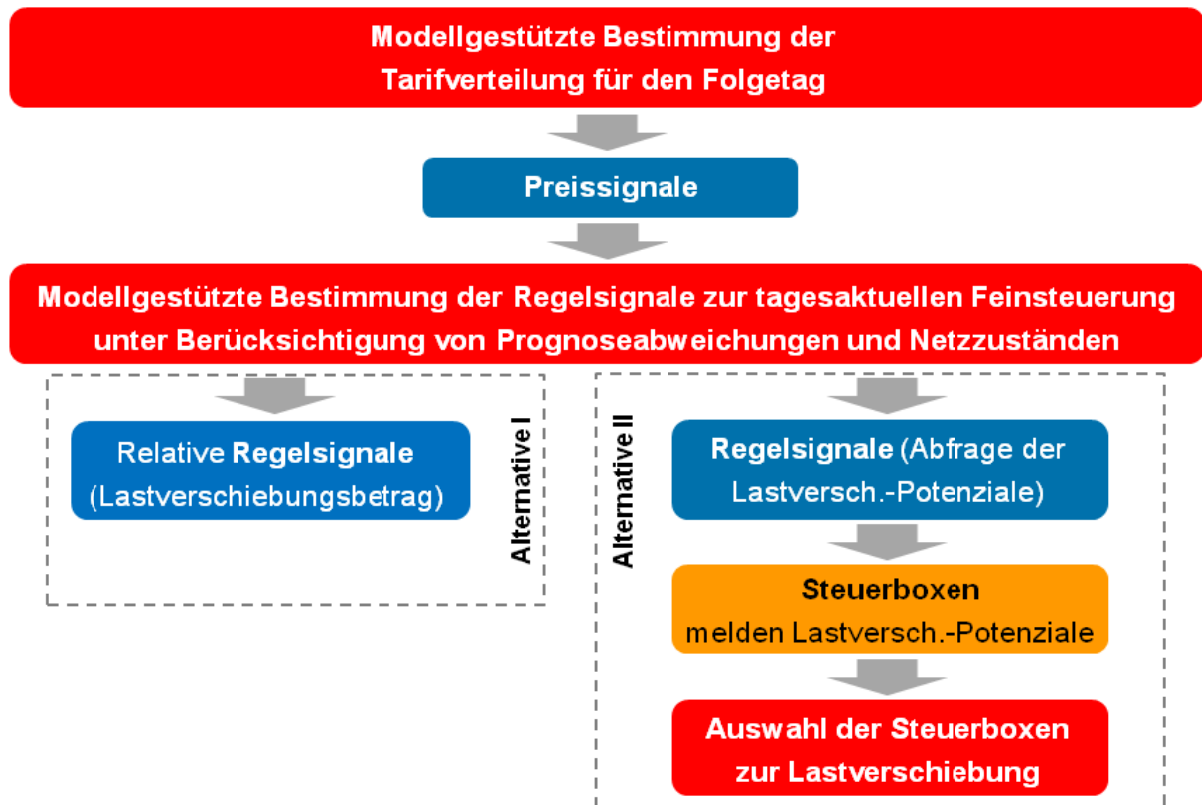 Modellgestützte Bestimmung der
Tarifverteilung für den Folgetag
Preissignale
Modellgestützte Bestimmung der Regelsignale zur tagesaktuellen Feinsteuerung
unter Berücksichtigung von Prognoseabweichungen und Netzzuständen
Relative Regelsignale
(Lastverschiebungsbetrag)
Alternative I
Alternative II
Regelsignale (Abfrage der
Lastversch.-Potenziale)
Steuerboxen
melden Lastversch.-Potenziale
Auswahl der Steuerboxen
zur Lastverschiebung